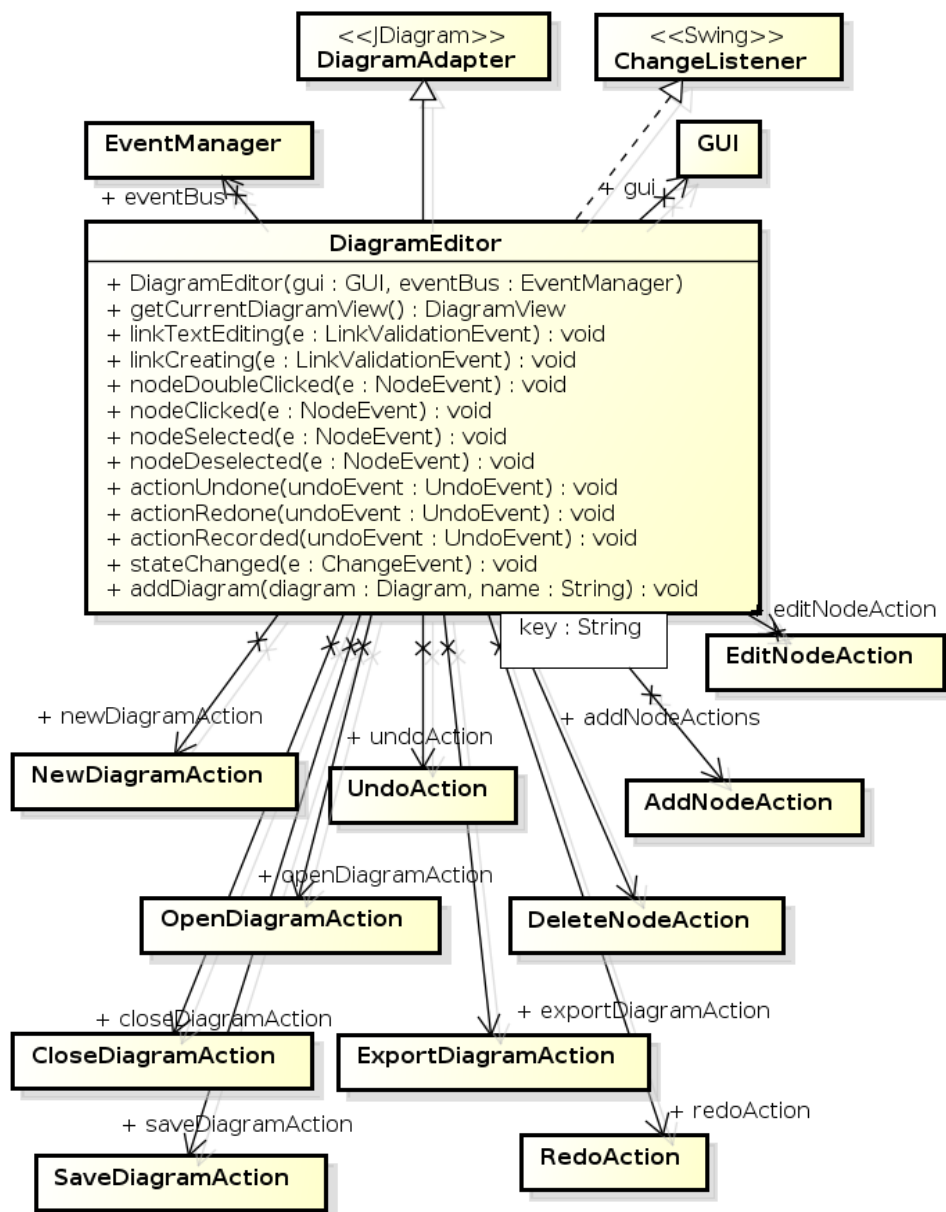 <<JDiagram>>
DiagramAdapter
<<Swing>>
ChangeListener
EventManager
GUI
+ eventBus
+ gui
DiagramEditor
+ DiagramEditor(gui : GUI, eventBus : EventManager)
+ getCurrentDiagramView() : DiagramView
+ linkTextEditing(e : LinkValidationEvent) : void
+ linkCreating(e : LinkValidationEvent) : void
+ nodeDoubleClicked(e : NodeEvent) : void
+ nodeClicked(e : NodeEvent) : void
+ nodeSelected(e : NodeEvent) : void
+ nodeDeselected(e : NodeEvent) : void
+ actionUndone(undoEvent : UndoEvent) : void
+ actionRedone(undoEvent : UndoEvent) : void
+ actionRecorded(undoEvent : UndoEvent) : void
+ stateChanged(e : ChangeEvent) : void
+ addDiagram(diagram : Diagram, name : String) : void
+ editNodeAction
key : String
EditNodeAction
+ newDiagramAction
+ addNodeActions
+ undoAction
NewDiagramAction
UndoAction
AddNodeAction
+ openDiagramAction
OpenDiagramAction
DeleteNodeAction
+ closeDiagramAction
+ exportDiagramAction
CloseDiagramAction
ExportDiagramAction
+ saveDiagramAction
+ redoAction
SaveDiagramAction
RedoAction